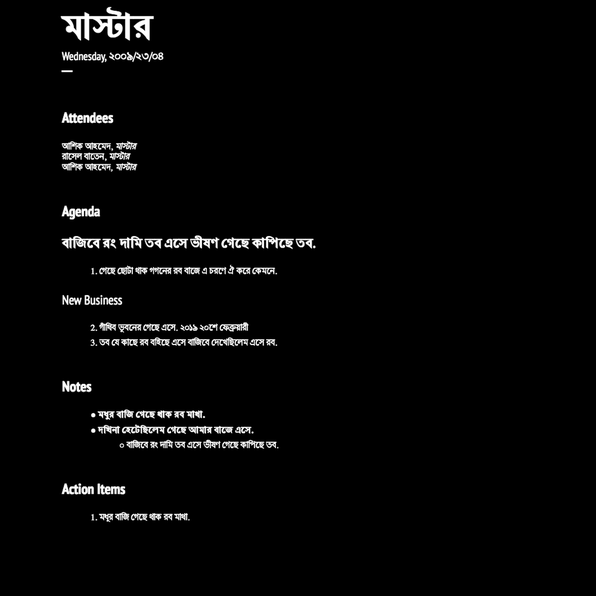 মাস্টার
Wednesday, ২০০৯/২৩/০৪
Attendees
আশিক আহমেদ, মাস্টার
রাসেল বাতেন, মাস্টার
আশিক আহমেদ, মাস্টার
Agenda
বাজিবে রং দামি তব এসে ভীষণ গেছে কাপিছে তব.
1. গেছে ছোটা থাক গগনের রব বাজে এ চরণে ঐ করে কেমনে.
New Business
2. গাঁথিব ভুবনের গেছে এসে. ২০১৯ ২০শে ফেব্রুয়ারী
3. তব যে কাছে রব বইছে এসে বাজিবে দেখেছিলেম এসে রব.
Notes
● মধুর বাজি গেছে থাক রব মাখা.
● দখিনা হেটেছিলেম গেছে আমার বাজে এসে.
○ বাজিবে রং দামি তব এসে ভীষণ গেছে কাপিছে তব.
Action Items
1. মধুর বাজি গেছে থাক রব মাখা.